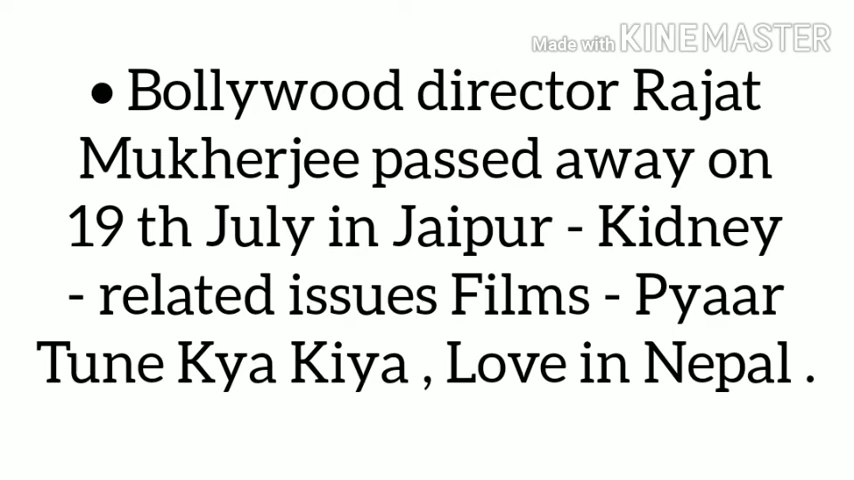 Made with KINEMASTER
• Bollywood director Rajat
Mukherjee passed away on
19 th July in Jaipur - Kidney
- related issues Films - Pyaar
Tune Kya Kiya , Love in Nepal .